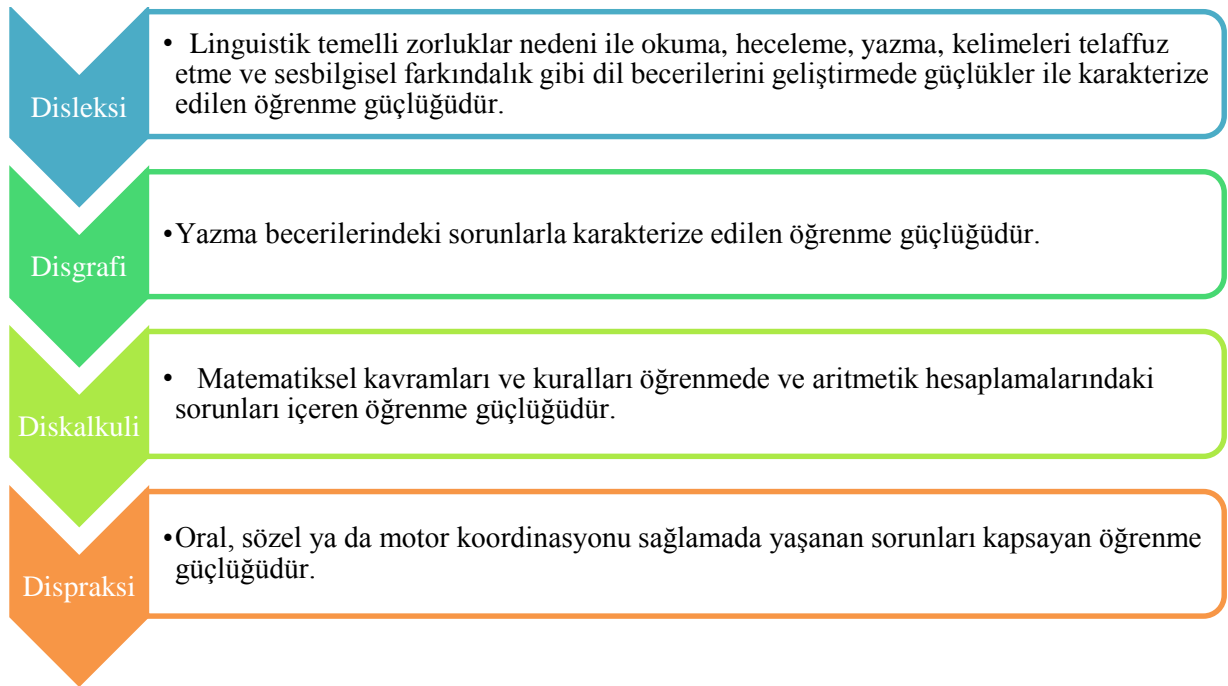 Disleksi
• Linguistik temelli zorluklar nedeni ile okuma, heceleme, yazma, kelimeleri telaffuz
etme ve sesbilgisel farkındalık gibi dil becerilerini geliştirmede güçlükler ile karakterize
edilen öğrenme güçlüğüdür.
Disgrafi
•Yazma becerilerindeki sorunlarla karakterize edilen öğrenme güçlüğüdür.
Diskalkuli
• Matematiksel kavramları ve kuralları öğrenmede ve aritmetik hesaplamalarındaki
sorunları içeren öğrenme güçlüğüdür.
Dispraksi
•Oral, sözel ya da motor koordinasyonu sağlamada yaşanan sorunları kapsayan öğrenme
güçlüğüdür.